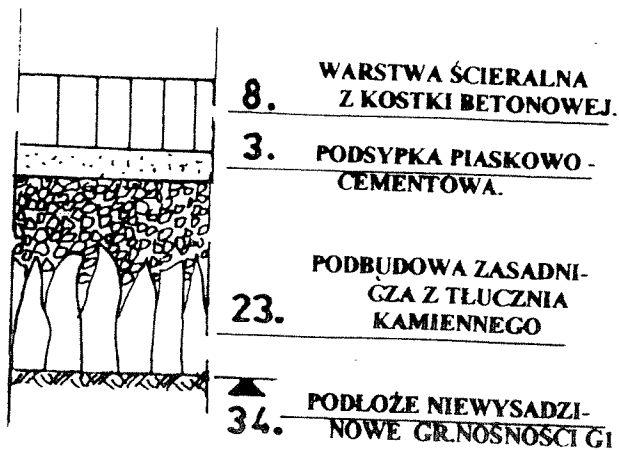 8. WARSTWA ŚCIERALNA
Z KOSTKI BETONOWEJ.
3. PODSYPKA PIASKOWO -
CEMENTOWA.
23. PODBUDOWA ZASADNI-
CZA Z TŁUCZNIA
KAMIENNEGO
34. PODŁOŻE NIEWYSADZI-
NOWE GR.NOŚNOŚCI G1